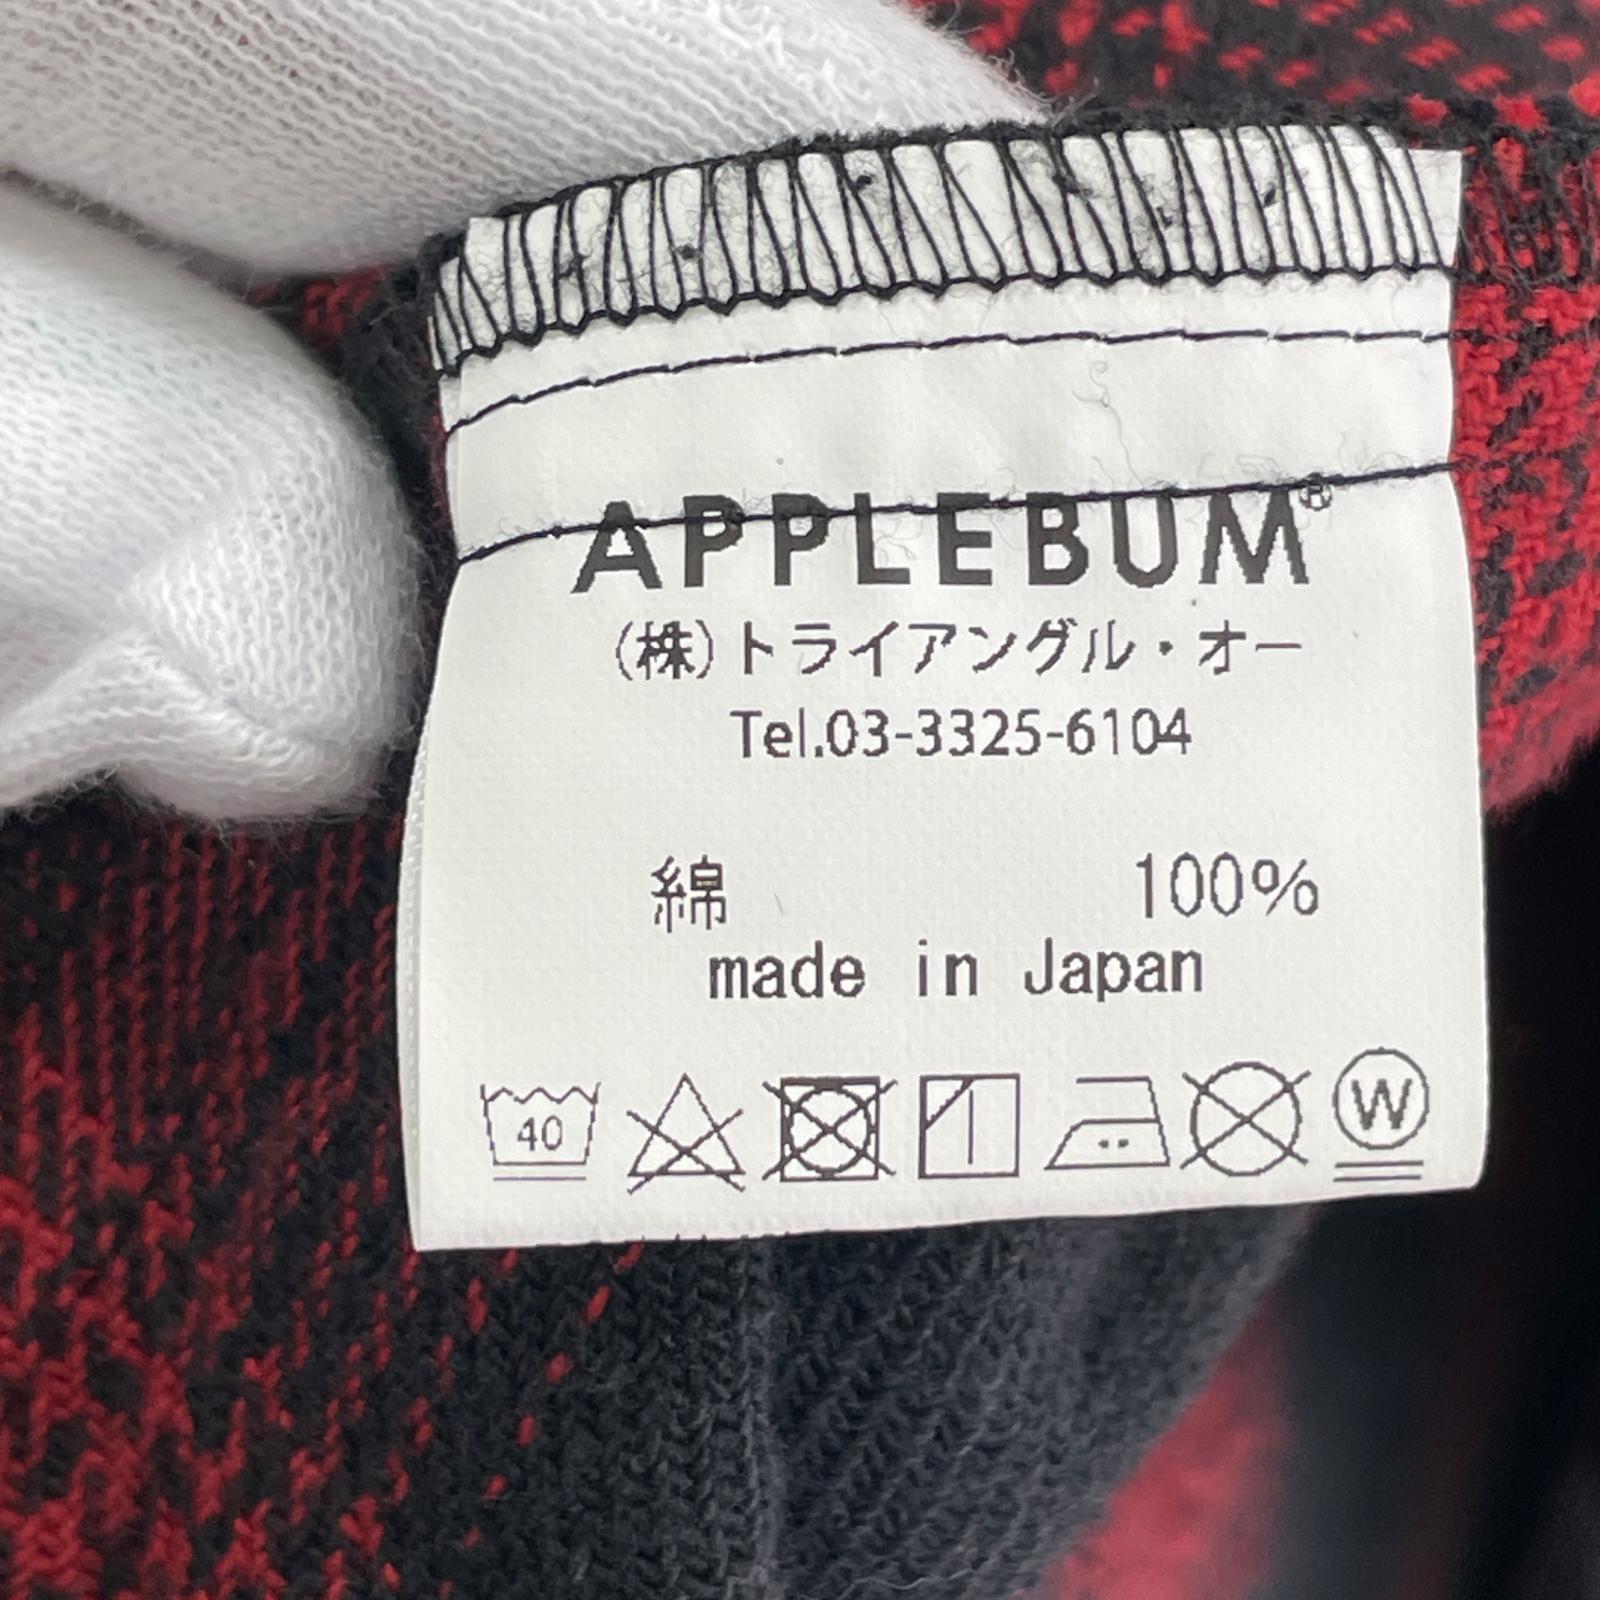 APPLEBUM®
(株)トライアングル・オー
Tel.03-3325-6104
綿 100%
made in Japan
40
W